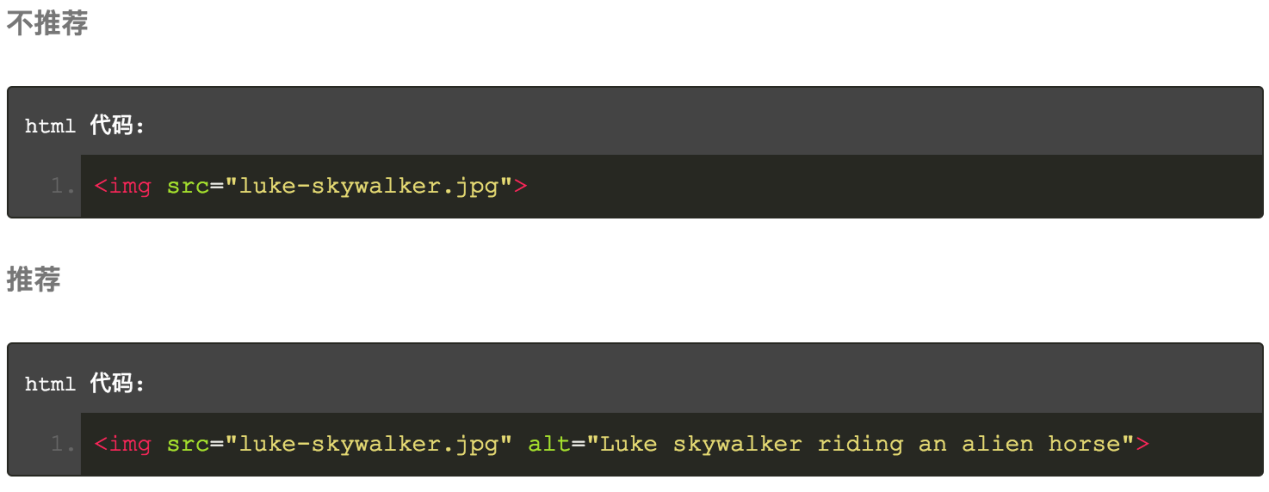 不推荐
html 代码:
1. <img src="luke-skywalker.jpg">
推荐
html 代码:
1. <img src="luke-skywalker.jpg" alt="Luke skywalker riding an alien horse">